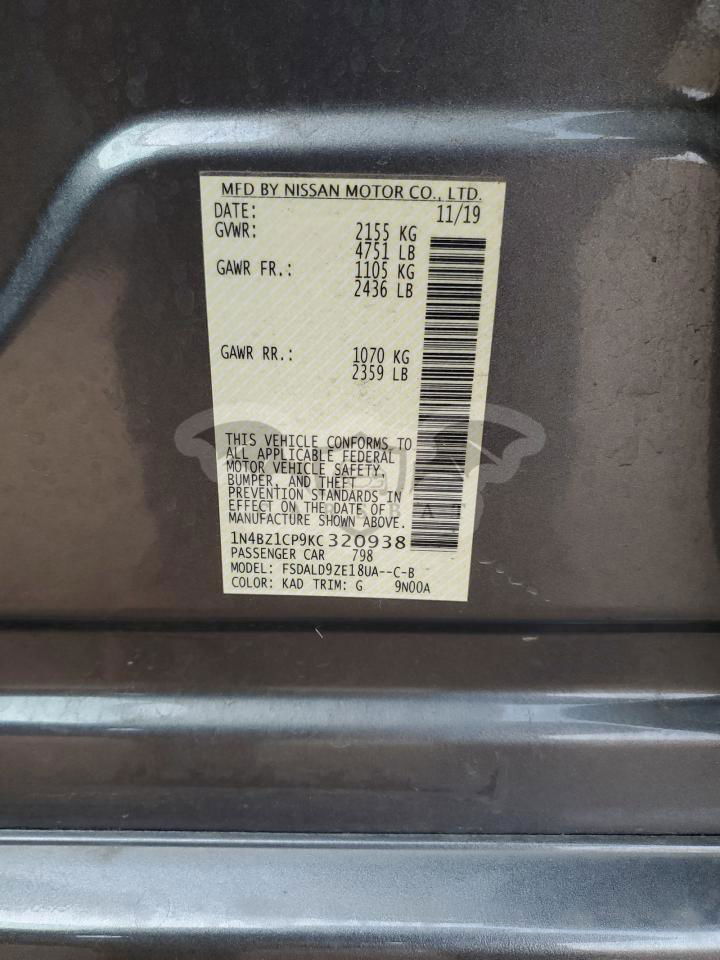 MFD BY NISSAN MOTOR CO., LTD.
DATE: 11/19
GVWR: 2155 KG
4751 LB
GAWR FR.: 1105 KG
2436 LB
GAWR RR.: 1070 KG
2359 LB
THIS VEHICLE CONFORMS TO
ALL APPLICABLE FEDERAL
MOTOR VEHICLE SAFETY,
BUMPER, AND THEFT
PREVENTION STANDARDS IN
EFFECT ON THE DATE OF
MANUFACTURE SHOWN ABOVE.
1N4BZ1CP9KC 320938
PASSENGER CAR 798
MODEL: FSDALD9ZE18UA--C-B
COLOR: KAD TRIM: G 9N00A